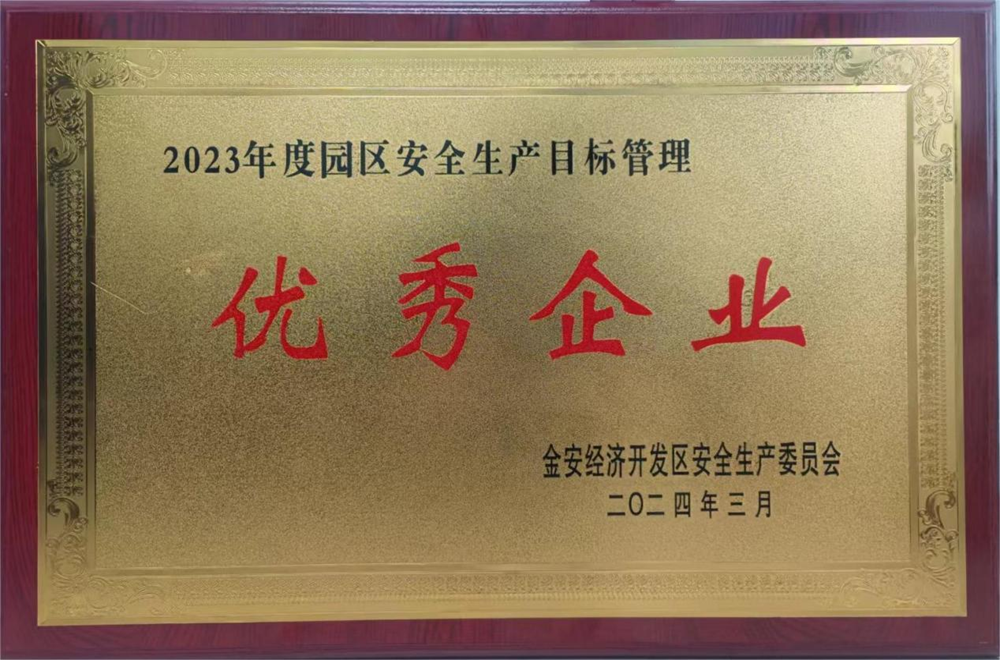 2023年度园区安全生产目标管理
优秀企业
金安经济开发区安全生产委员会
二〇二四年三月